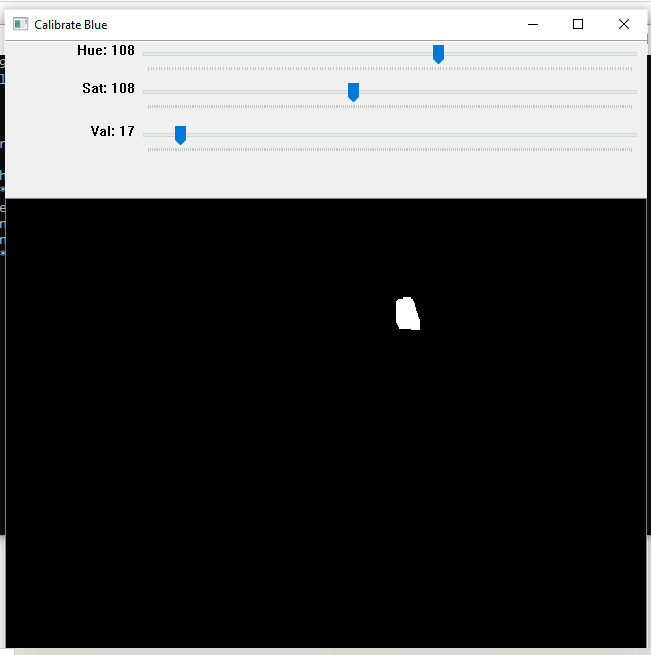 Calibrate Blue
Hue: 108
Sat: 108
Val: 17